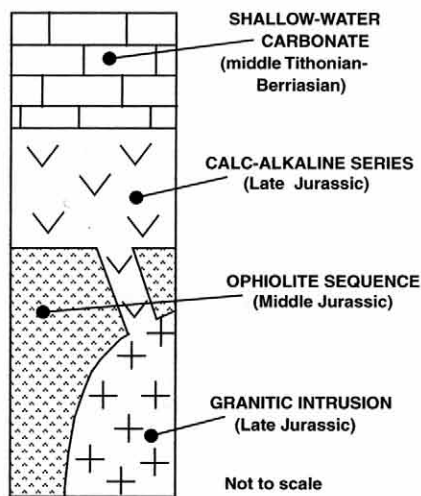 SHALLOW-WATER
CARBONATE
(middle Tithonian-
Berriasian)
CALC-ALKALINE SERIES
(Late Jurassic)
OPHIOLITE SEQUENCE
(Middle Jurassic)
GRANITIC INTRUSION
(Late Jurassic)
Not to scale